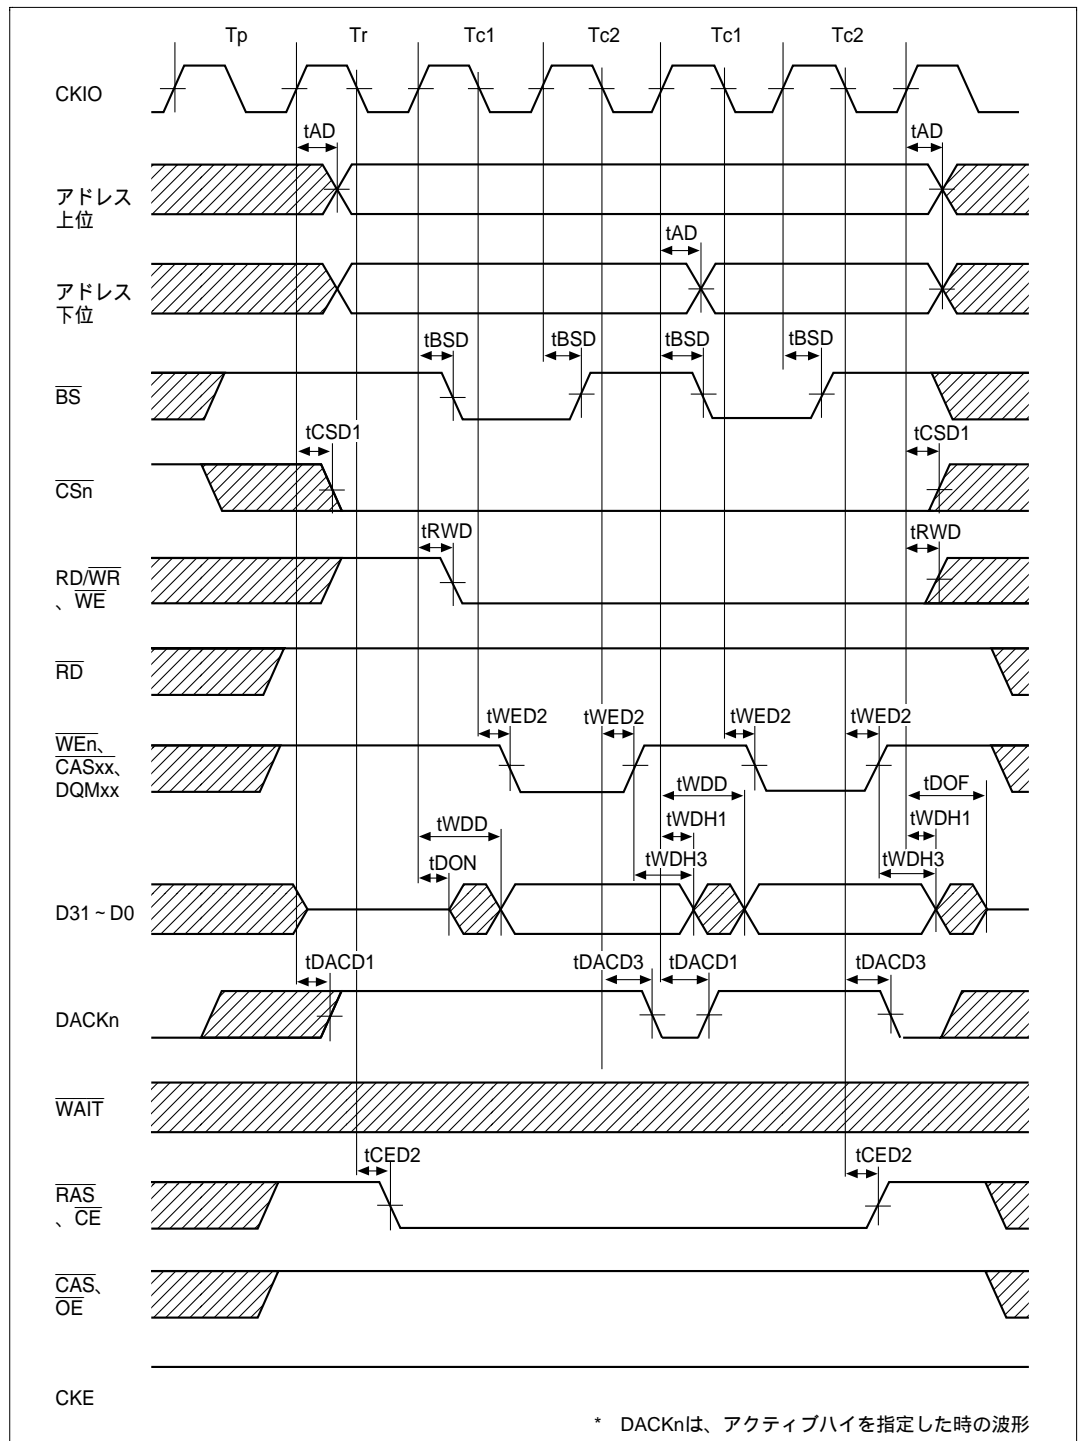 Tp Tr Tc1 Tc2 Tc1 Tc2
CKIO
tAD tAD
アドレス
上位
tAD
アドレス
下位
tBSD tBSD tBSD tBSD
BS
tCSD1 tCSD1
CSn
tRWD tRWD
RD/WR
、WE
RD
tWED2 tWED2 tWED2 tWED2
WEn、
CASxx、
DQMxx
tWDD tDOF
tWDD tWDH1 tWDH1
tDON tWDH3 tWDH3
D31~D0
tDACD1 tDACD3 tDACD1 tDACD3
DACKn
WAIT
tCED2 tCED2
RAS
、CE
CAS、
OE
CKE
* DACKnは、アクティブハイを指定した時の波形